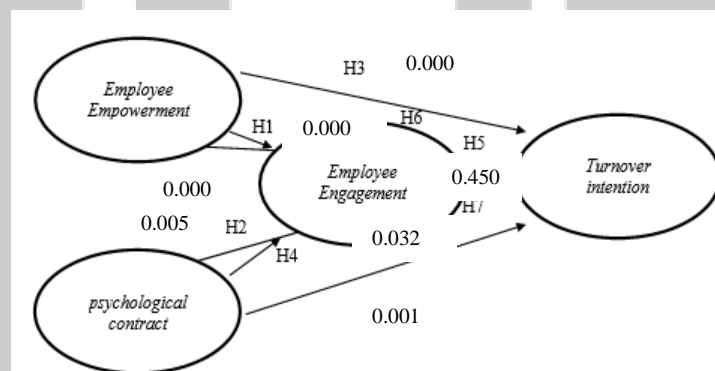 H3 0.000
Employee
Empowerment
H6
H1 0.000
H5
Employee
Engagement
0.450
Turnover
intention
0.000
H7
0.005
H2
0.032
H4
psychological
contract
0.001